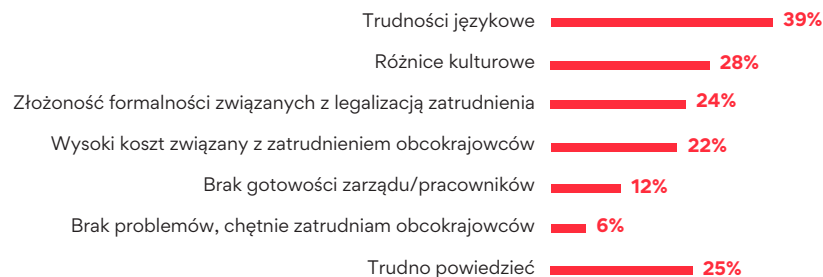 Trudności językowe 39%
Różnice kulturowe 28%
Złożoność formalności związanych z legalizacją zatrudnienia 24%
Wysoki koszt związany z zatrudnieniem obcokrajowców 22%
Brak gotowości zarządu/pracowników 12%
Brak problemów, chętnie zatrudniam obcokrajowców 6%
Trudno powiedzieć 25%